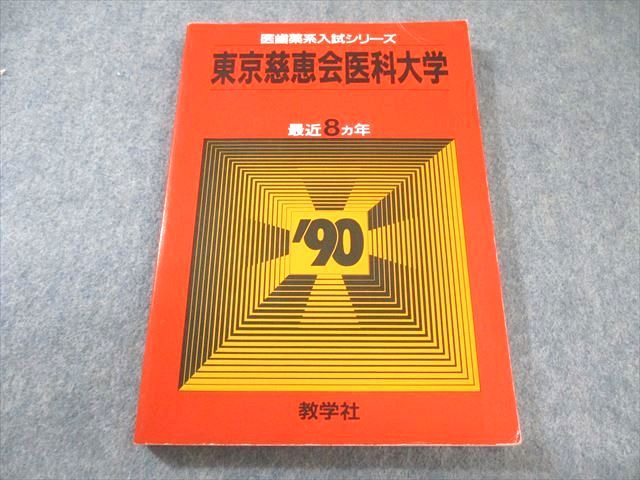 医歯薬系入試シリーズ
東京慈恵会医科大学
最近8ヵ年
'90
教学社